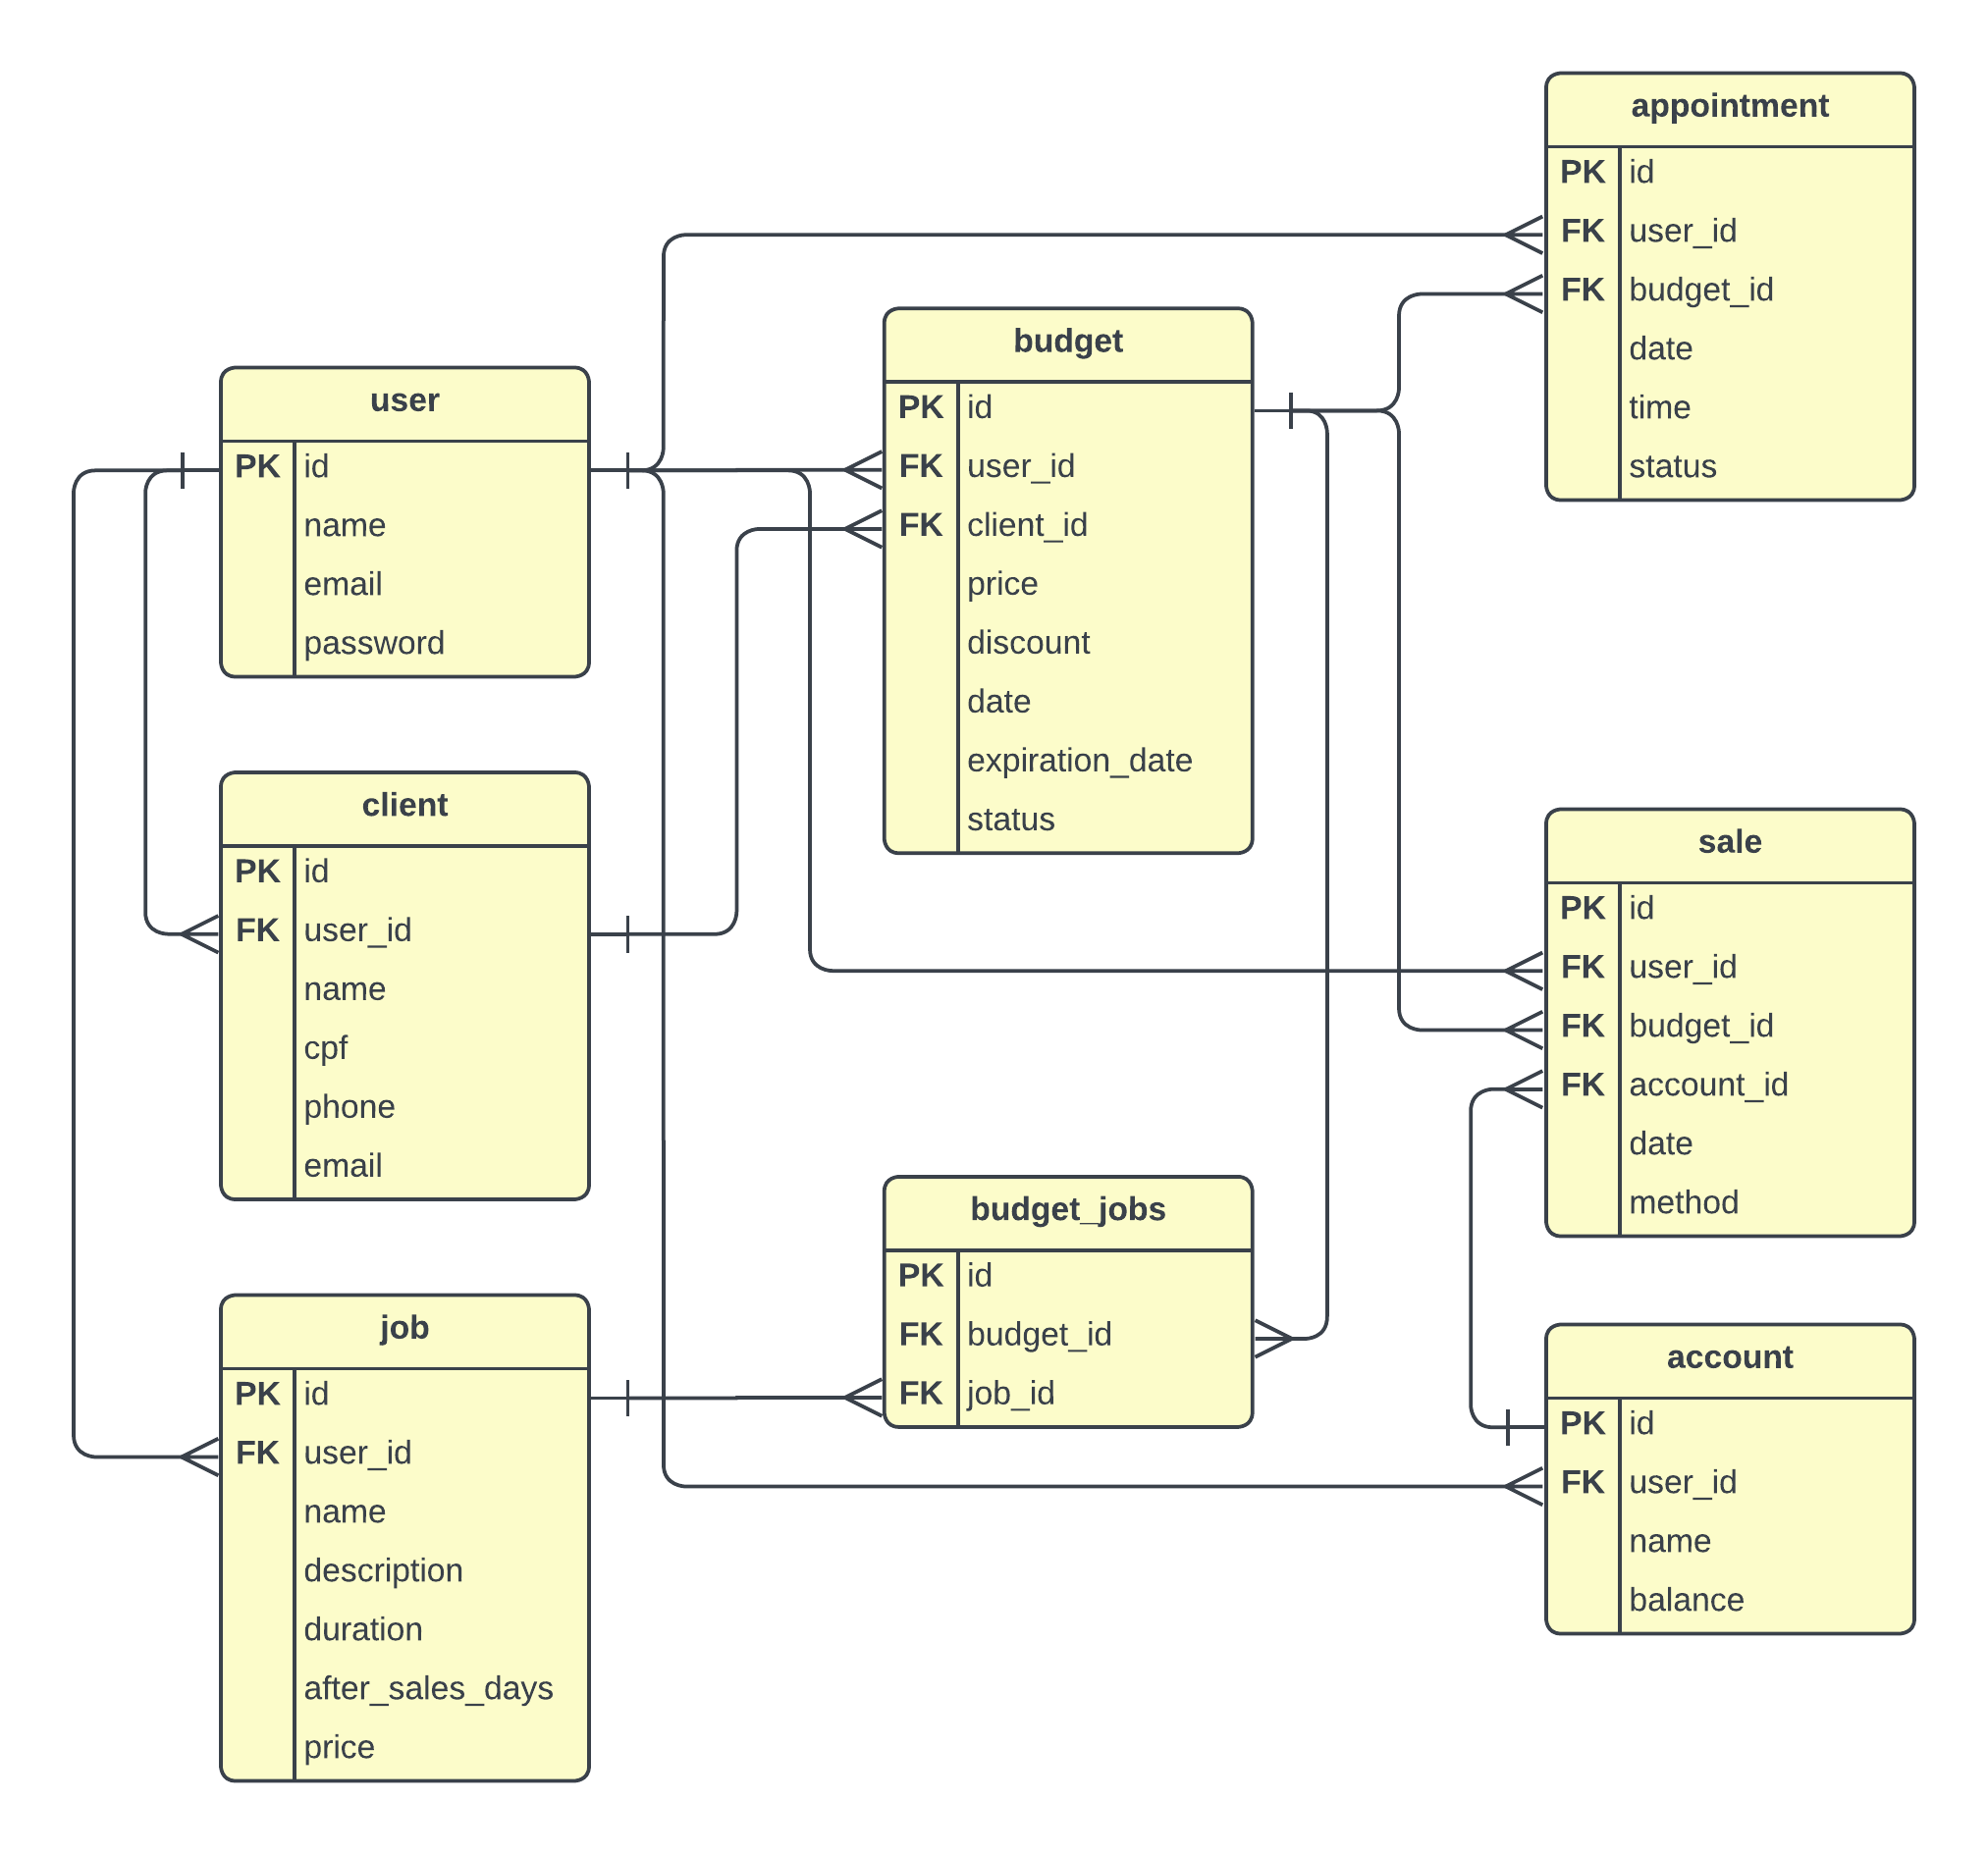 appointment
PK id
FK user_id
FK budget_id
date
time
status
budget
PK id
FK user_id
FK client_id
price
discount
date
expiration_date
status
user
PK id
name
email
password
client
PK id
FK user_id
name
cpf
phone
email
sale
PK id
FK user_id
FK budget_id
FK account_id
date
method
budget_jobs
PK id
FK budget_id
FK job_id
job
PK id
FK user_id
name
description
duration
after_sales_days
price
account
PK id
FK user_id
name
balance